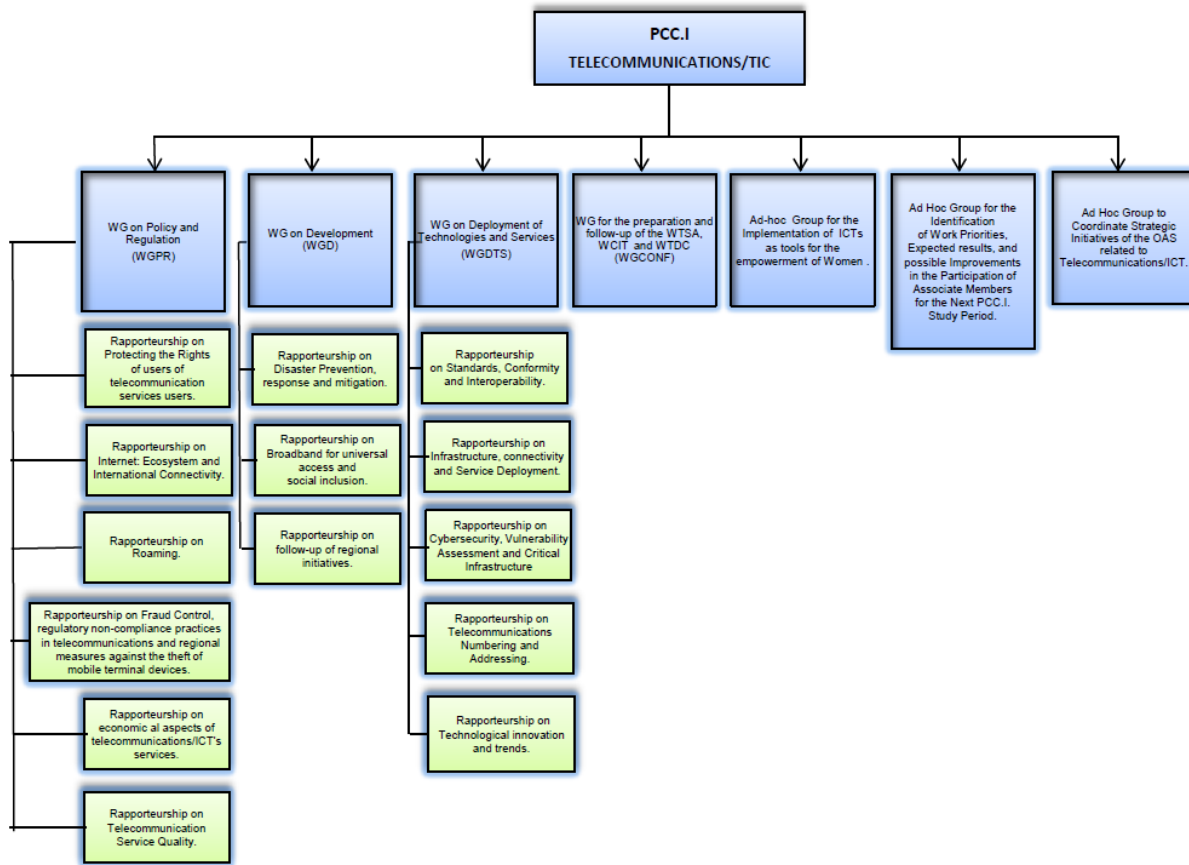 PCC.I
TELECOMMUNICATIONS/TIC
WG on Policy and
Regulation
(WGPR)
WG on Development
(WGD)
WG on Deployment of
Technologies and Services
(WGDTS)
WG for the preparation and
follow-up of the WTSA,
WCIT and WTDC
(WGCONF)
Ad-hoc Group for the
Implementation of ICTs
as tools for the
empowerment of Women .
Ad Hoc Group for the
Identification
of Work Priorities,
Expected results, and
possible Improvements
in the Participation of
Associate Members
for the Next PCC.I.
Study Period.
Ad Hoc Group to
Coordinate Strategic
Initiatives of the OAS
related to
Telecommunications/ICT.
Rapporteurship on
Protecting the Rights
of users of
telecommunication
services users.
Rapporteurship on
Internet: Ecosystem and
International Connectivity.
Rapporteurship on
Roaming.
Rapporteurship on Fraud Control,
regulatory non-compliance practices
in telecommunications and regional
measures against the theft of
mobile terminal devices.
Rapporteurship on
economic al aspects of
telecommunications/ICT's
services.
Rapporteurship on
Telecommunication
Service Quality.
Rapporteurship on
Disaster Prevention,
response and mitigation.
Rapporteurship on
Broadband for universal
access and
social inclusion.
Rapporteurship on
follow-up of regional
initiatives.
Rapporteurship
on Standards, Conformity
and Interoperability.
Rapporteurship on
Infrastructure, connectivity
and Service Deployment.
Rapporteurship on
Cybersecurity, Vulnerability
Assessment and Critical
Infrastructure
Rapporteurship on
Telecommunications
Numbering and
Addressing.
Rapporteurship on
Technological innovation
and trends.